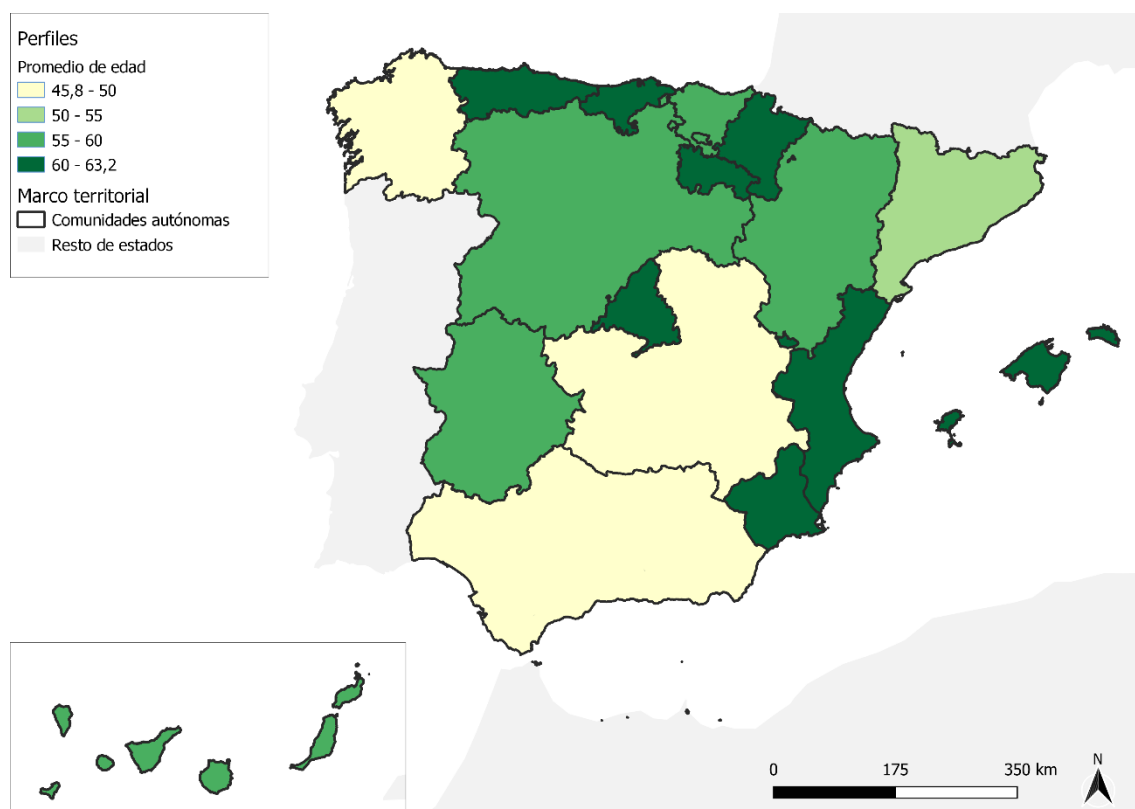 Perfiles
Promedio de edad
45,8 - 50
50 - 55
55 - 60
60 - 63,2
Marco territorial
Comunidades autónomas
Resto de estados
0
175
350 km
N